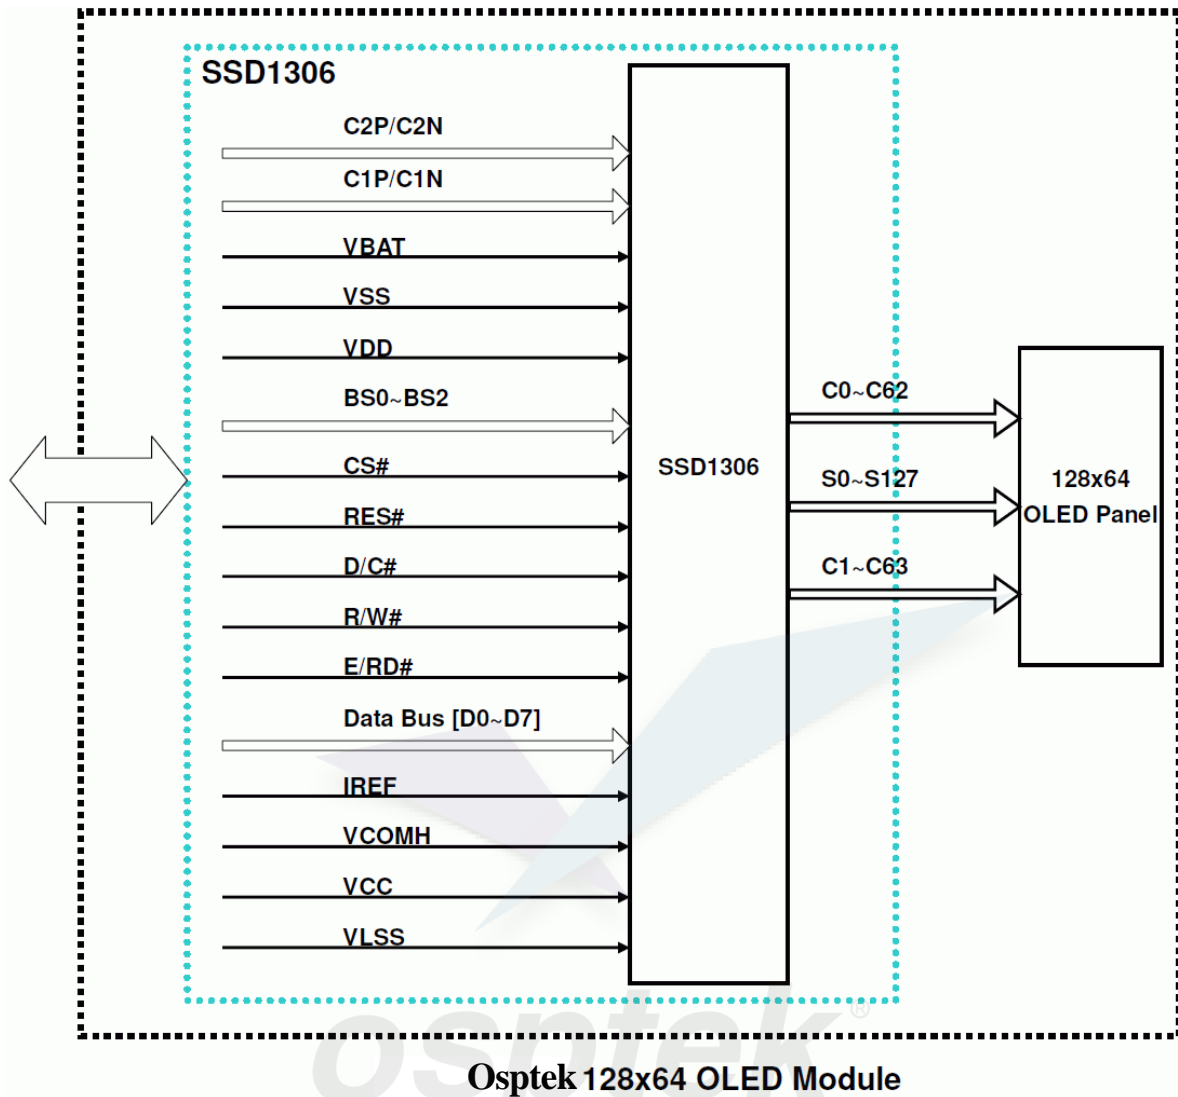 SSD1306
C2P/C2N
C1P/C1N
VBAT
VSS
VDD
BS0~BS2
CS#
RES#
D/C#
R/W#
E/RD#
Data Bus [D0~D7]
IREF
VCOMH
VCC
VLSS
SSD1306
C0~C62
S0~S127
C1~C63
128x64
OLED Panel
osptek®
Osptek 128x64 OLED Module